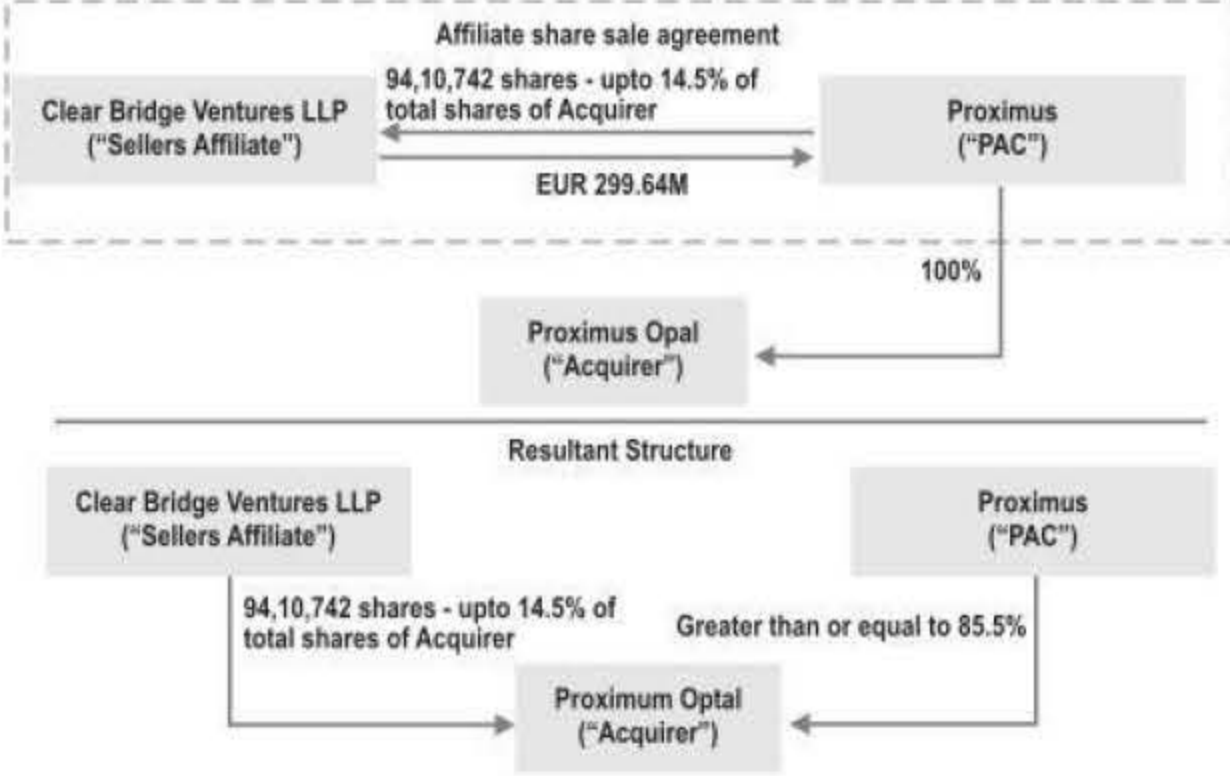 Affiliate share sale agreement
Clear Bridge Ventures LLP
(“Sellers Affiliate”)
94,10,742 shares - upto 14.5% of
total shares of Acquirer
Proximus
(“PAC”)
EUR 299.64M
100%
Proximus Opal
(“Acquirer”)
Resultant Structure
Clear Bridge Ventures LLP
(“Sellers Affiliate”)
Proximus
(“PAC”)
94,10,742 shares - upto 14.5% of
total shares of Acquirer
Greater than or equal to 85.5%
Proximum Optal
(“Acquirer”)